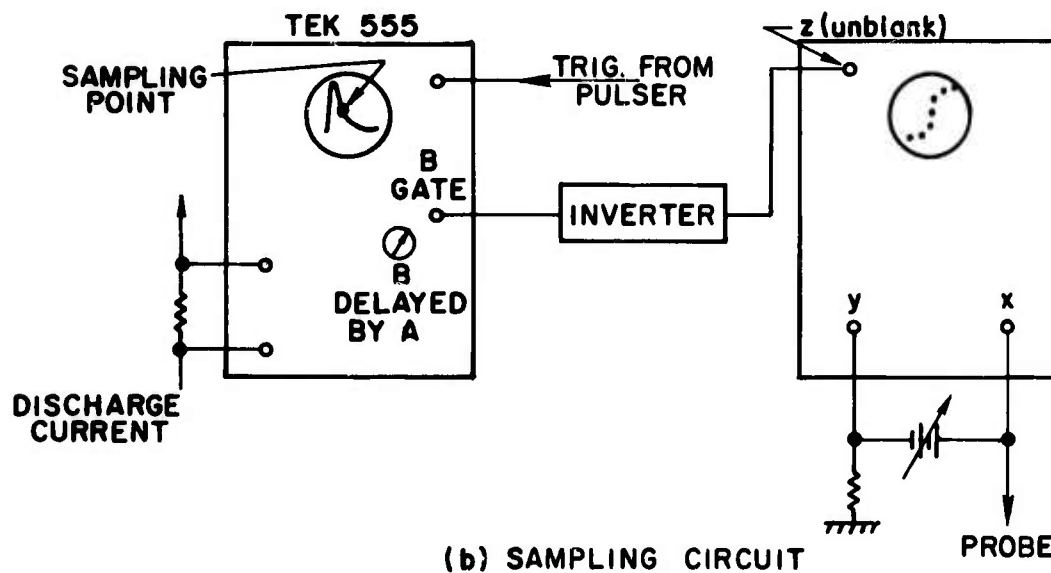 TEK 555
z (unblank)
SAMPLING
POINT
TRIG. FROM
PULSER
B
GATE
INVERTER
B
DELAYED
BY A
y
x
DISCHARGE
CURRENT
PROBE
(b) SAMPLING CIRCUIT